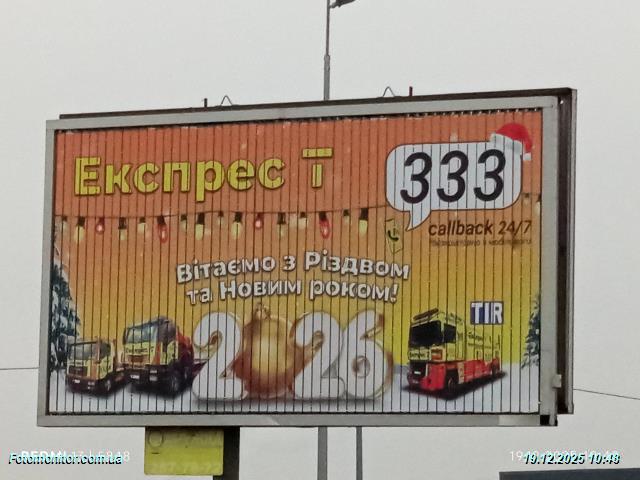 Експрес Т
333
callback 24/7
Вітаємо з Різдвом
та Новим роком!
2026
TIR
Fotomonitor.com.ua
19.12.2025 10:48